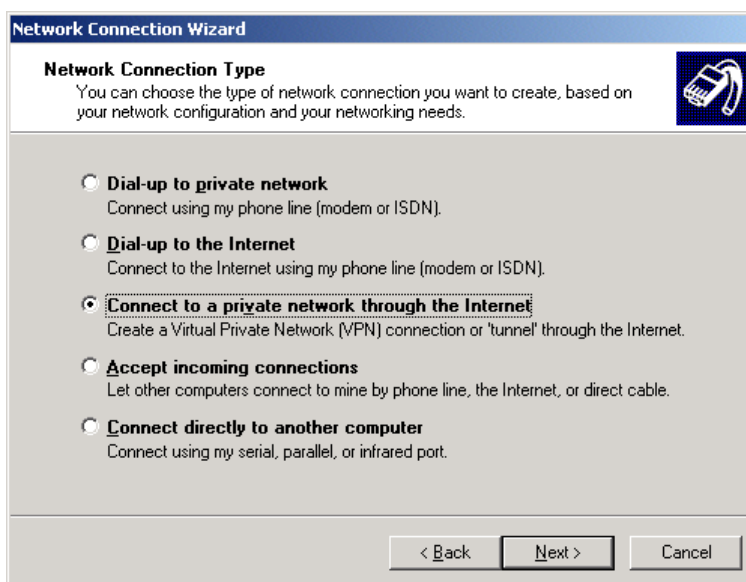 Network Connection Wizard
Network Connection Type
You can choose the type of network connection you want to create, based on
your network configuration and your networking needs.
Dial-up to private network
Connect using my phone line (modem or ISDN).
Dial-up to the Internet
Connect to the Internet using my phone line (modem or ISDN).
Connect to a private network through the Internet
Create a Virtual Private Network (VPN) connection or 'tunnel' through the Internet.
Accept incoming connections
Let other computers connect to mine by phone line, the Internet, or direct cable.
Connect directly to another computer
Connect using my serial, parallel, or infrared port.
< Back Next > Cancel